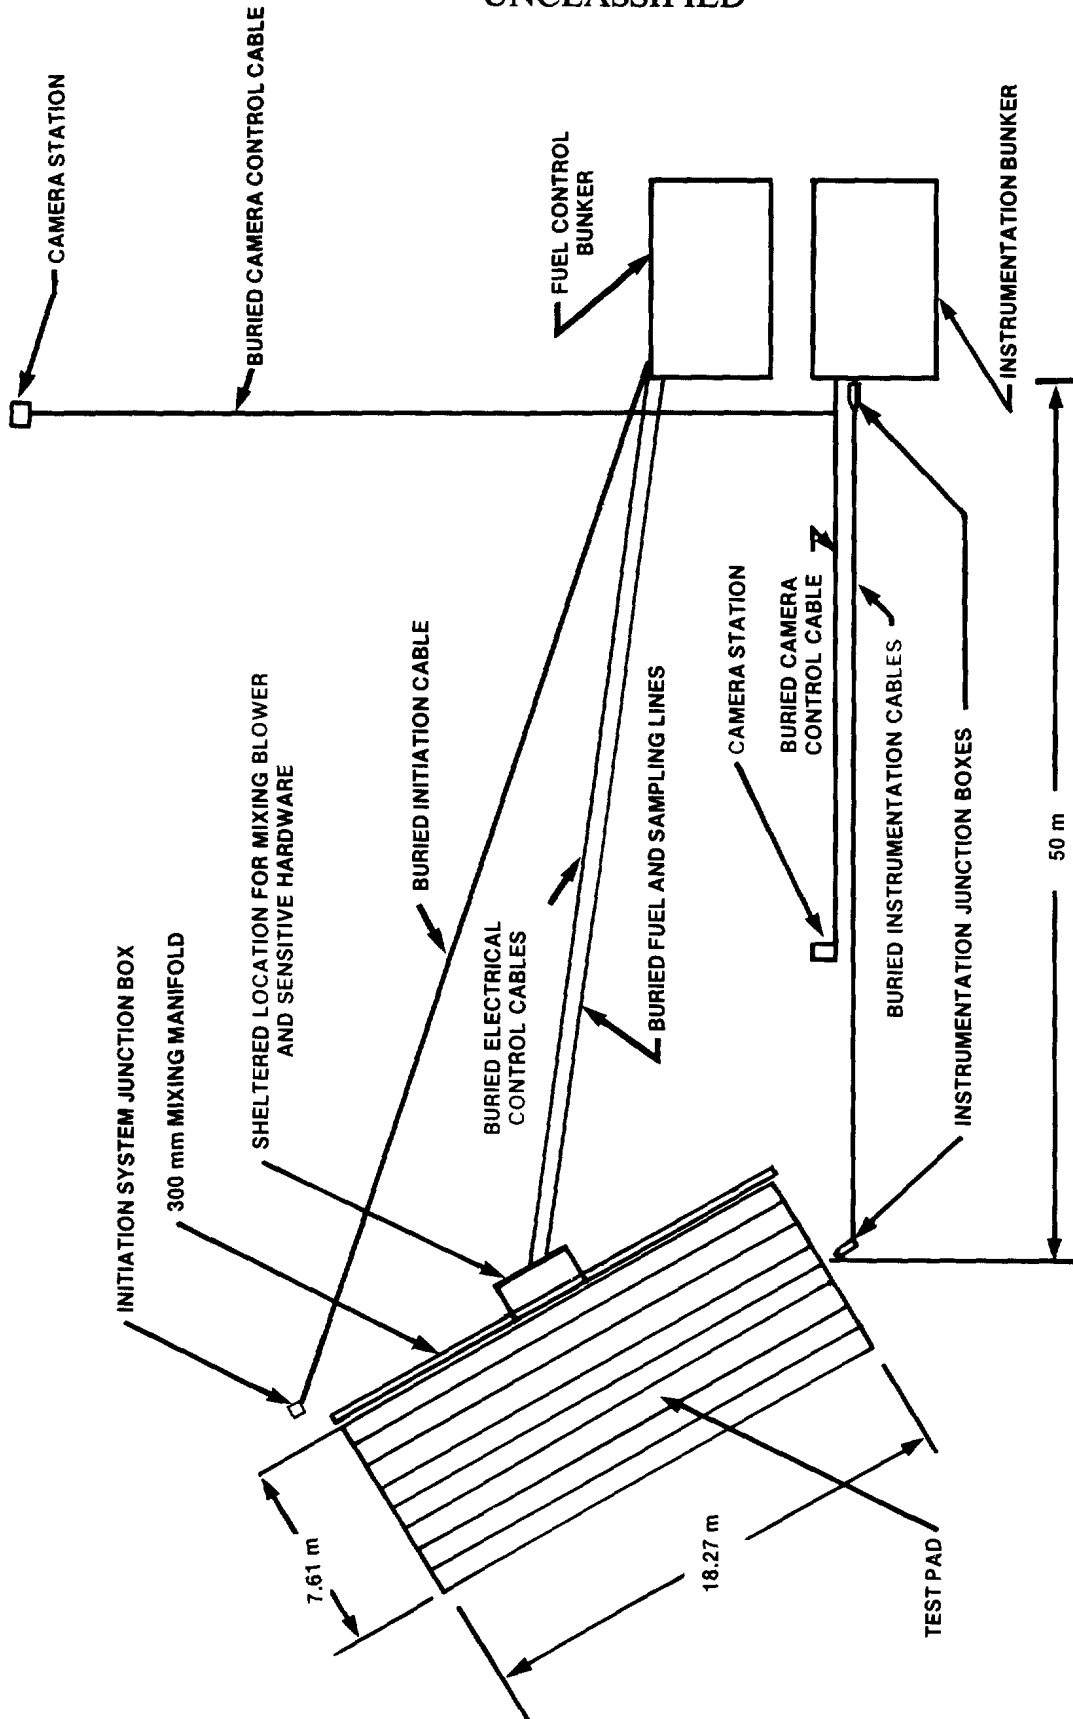 UNCLASSIFIED
CAMERA STATION
BURIED CAMERA CONTROL CABLE
FUEL CONTROL
BUNKER
INSTRUMENTATION BUNKER
INITIATION SYSTEM JUNCTION BOX
300 mm MIXING MANIFOLD
SHELTERED LOCATION FOR MIXING BLOWER
AND SENSITIVE HARDWARE
BURIED INITIATION CABLE
BURIED ELECTRICAL
CONTROL CABLES
BURIED FUEL AND SAMPLING LINES
CAMERA STATION
BURIED CAMERA
CONTROL CABLE
BURIED INSTRUMENTATION CABLES
INSTRUMENTATION JUNCTION BOXES
50 m
7.61 m
18.27 m
TEST PAD